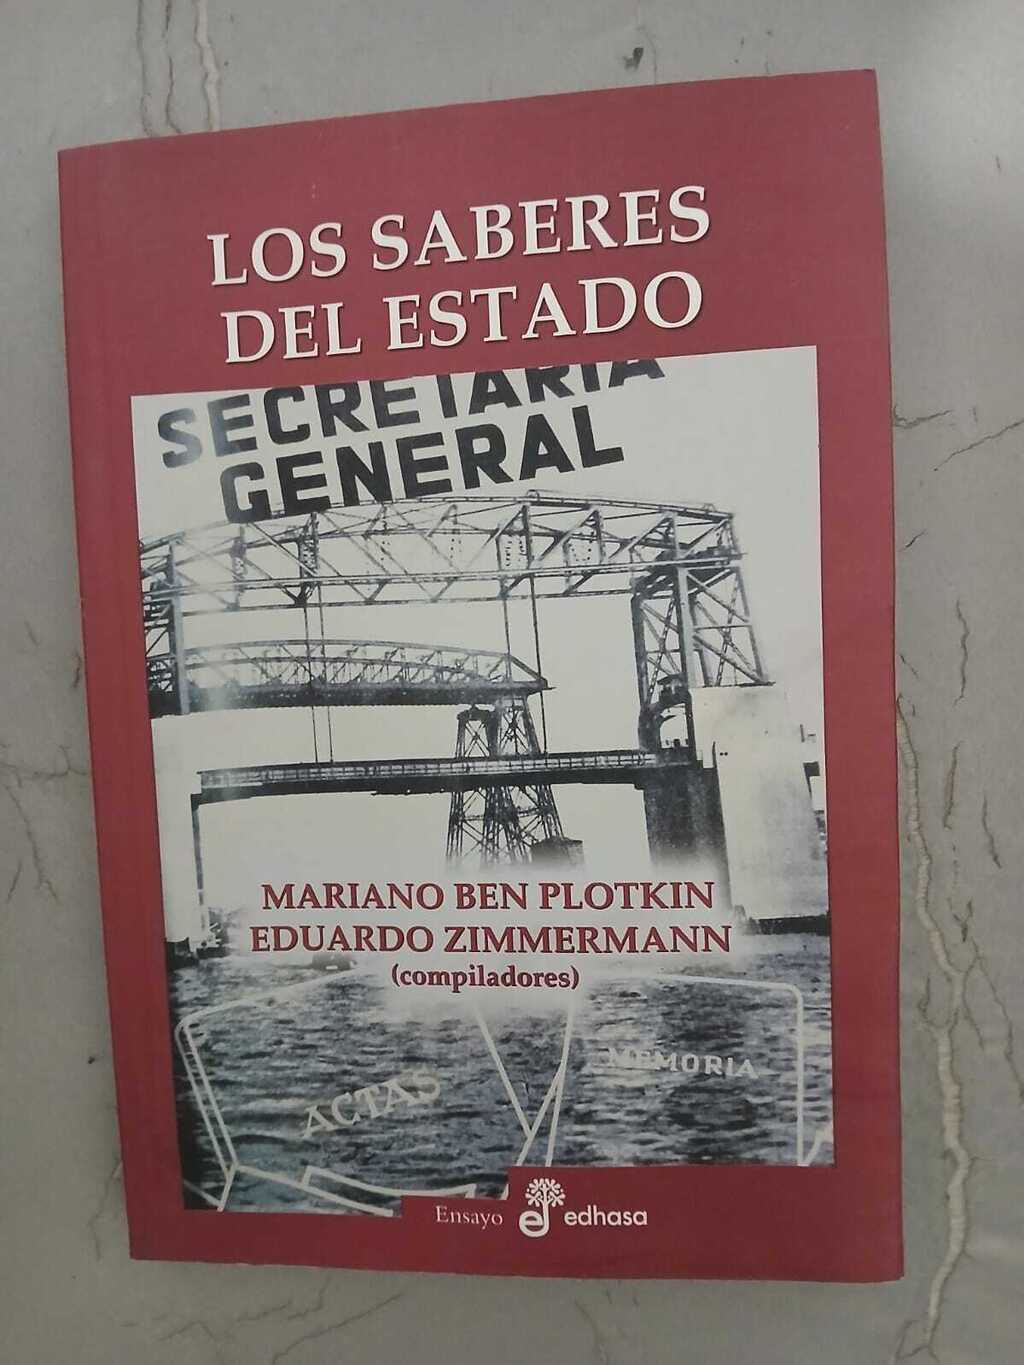 LOS SABERES
DEL ESTADO
SECRETARIA
GENERAL
MARIANO BEN PLOTKIN
EDUARDO ZIMMERMANN
(compiladores)
MEMORIA
ACTAS
Ensayo edhasa